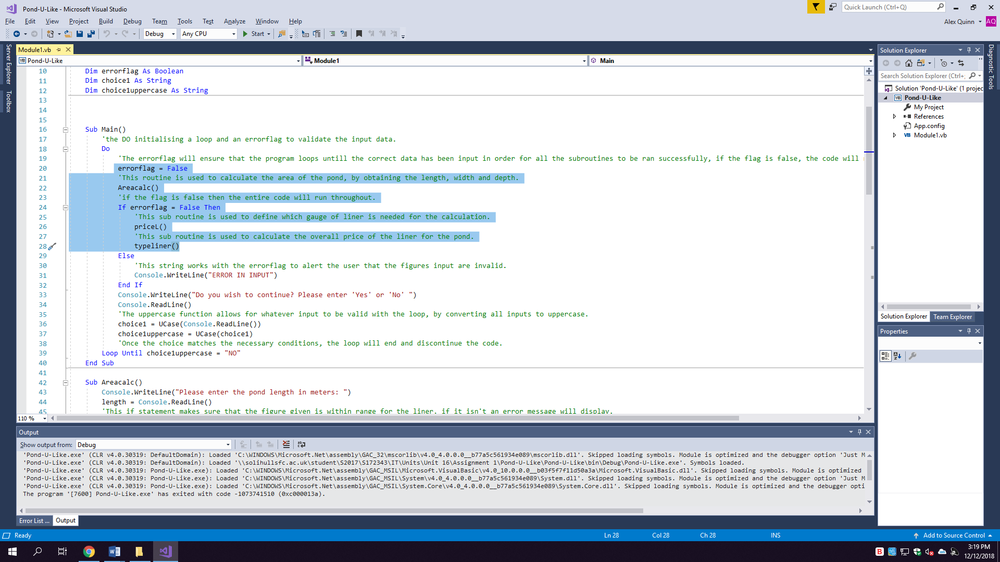 Pond-U-Like - Microsoft Visual Studio
Quick Launch (Ctrl+Q)
File Edit View Project Build Debug Team Tools Test Analyze Window Help
Alex Quinn AQ
Debug Any CPU Start
Server Explorer
Toolbox
Module1.vb
Pond-U-Like Module1 Main
10 Dim errorflag As Boolean
11 Dim choice1 As String
12 Dim choice1uppercase As String
13
14
15
16 Sub Main()
17 'the DO initialising a loop and an errorflag to validate the input data.
18 Do
19 'The errorflag will ensure that the program loops untill the correct data has been input in order for all the subroutines to be ran successfully, if the flag is false, the code will
20 errorflag = False
21 'This routine is used to calculate the area of the pond, by obtaining the length, width and depth.
22 Areacalc()
23 'if the flag is false then the entire code will run throughout.
24 If errorflag = False Then
25 'This sub routine is used to define which gauge of liner is needed for the calculation.
26 priceL()
27 'This sub routine is used to calculate the overall price of the liner for the pond.
28 typeliner()
29 Else
30 'This string works with the errorflag to alert the user that the figures input are invalid.
31 Console.WriteLine("ERROR IN INPUT")
32 End If
33 Console.WriteLine("Do you wish to continue? Please enter 'Yes' or 'No' ")
34 Console.ReadLine()
35 'The uppercase function allows for whatever input to be valid with the loop, by converting all inputs to uppercase.
36 choice1 = UCase(Console.ReadLine())
37 choice1uppercase = UCase(choice1)
38 'Once the choice matches the necessary conditions, the loop will end and discontinue the code.
39 Loop Until choice1uppercase = "NO"
40 End Sub
41
42 Sub Areacalc()
43 Console.WriteLine("Please enter the pond length in meters: ")
44 length = Console.ReadLine()
45 'This if statement makes sure that the figure given is within range for the liner, if it isn't an error message will display.
110 %
Output
Show output from: Debug
'Pond-U-Like.exe' (CLR v4.0.30319: DefaultDomain): Loaded 'C:\WINDOWS\Microsoft.Net\assembly\GAC_32\mscorlib\v4.0_4.0.0.0__b77a5c561934e089\mscorlib.dll'. Skipped loading symbols. Module is optimized and the debugger option 'Just M
'Pond-U-Like.exe' (CLR v4.0.30319: DefaultDomain): Loaded '\\solihullsfc.ac.uk\student\S2017\S172343\IT\Units\Unit 16\Assignment 1\Pond-U-Like\Pond-U-Like\bin\Debug\Pond-U-Like.exe'. Symbols loaded.
'Pond-U-Like.exe' (CLR v4.0.30319: Pond-U-Like.exe): Loaded 'C:\WINDOWS\Microsoft.Net\assembly\GAC_MSIL\Microsoft.VisualBasic\v4.0_10.0.0.0__b03f5f7f11d50a3a\Microsoft.VisualBasic.dll'. Skipped loading symbols. Module is optimized
'Pond-U-Like.exe' (CLR v4.0.30319: Pond-U-Like.exe): Loaded 'C:\WINDOWS\Microsoft.Net\assembly\GAC_MSIL\System\v4.0_4.0.0.0__b77a5c561934e089\System.dll'. Skipped loading symbols. Module is optimized and the debugger option 'Just M
'Pond-U-Like.exe' (CLR v4.0.30319: Pond-U-Like.exe): Loaded 'C:\WINDOWS\Microsoft.Net\assembly\GAC_MSIL\System.Core\v4.0_4.0.0.0__b77a5c561934e089\System.Core.dll'. Skipped loading symbols. Module is optimized and the debugger opti
The program '[7600] Pond-U-Like.exe' has exited with code -1073741510 (0xc000013a).
Error List ... Output
Solution Explorer
Search Solution Explorer (Ctrl+;
Solution 'Pond-U-Like' (1 projec
Pond-U-Like
My Project
References
App.config
Module1.vb
Solution Explorer Team Explorer
Properties
Diagnostic Tools
Ready Ln 28 Col 28 Ch 28 INS Add to Source Control
3:19 PM
12/12/2018